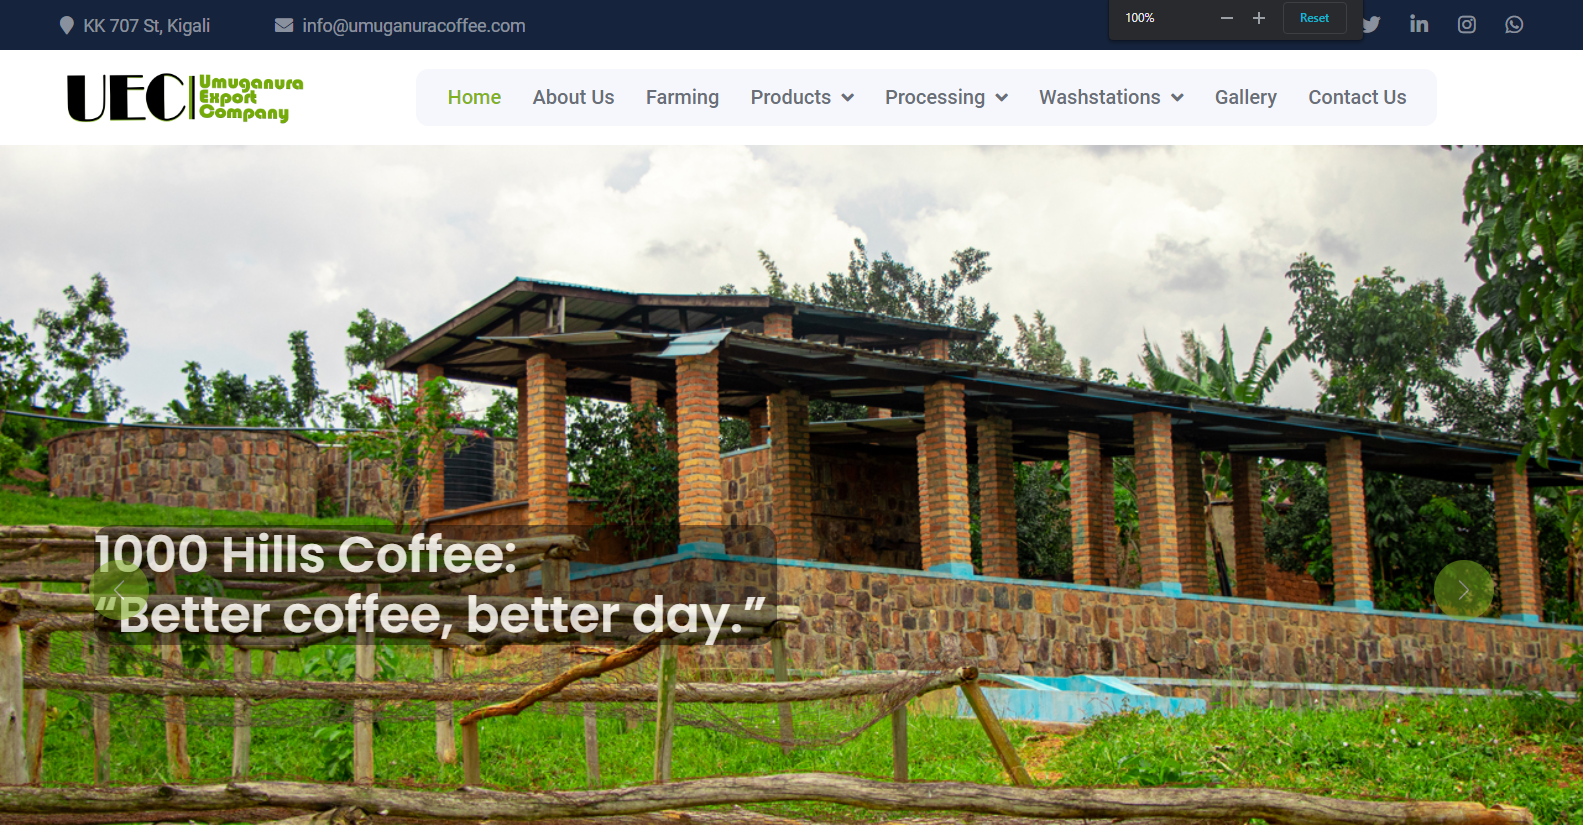 KK 707 St, Kigali
info@umuganuracoffee.com
100%
Reset
UEC
Umuganura
Export
Company
Home
About Us
Farming
Products
Processing
Washstations
Gallery
Contact Us
1000 Hills Coffee:
“Better coffee, better day.”